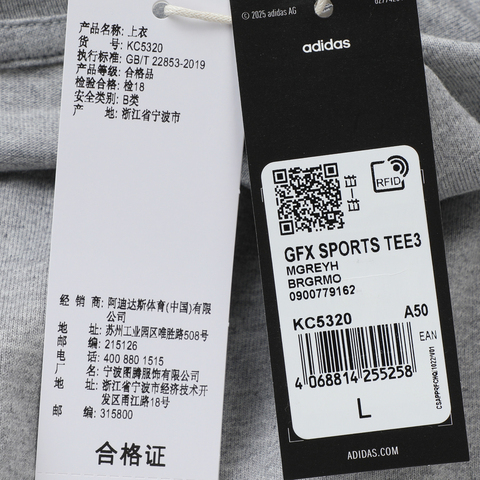 产品名称: 上衣
货 号: KC5320
执行标准: GB/T 22853-2019
产品等级: 合格品
检验合格: 检18
安全类别: B类
产 地: 浙江省宁波市
经 销 商: 阿迪达斯体育(中国)有限
公司
地 址: 苏州工业园区唯胜路508号
邮 编: 215126
电 话: 400 880 1515
厂 名: 宁波图腾服饰有限公司
地 址: 浙江省宁波市经济技术开
发区甬江路18号
邮 编: 315800
合格证
© 2025 adidas AG
adidas
RFID
GFX SPORTS TEE3
MGREYH
BRGRMO
0900779162
KC5320 A50
EAN
4 068814 255258
L
ADIDAS.COM